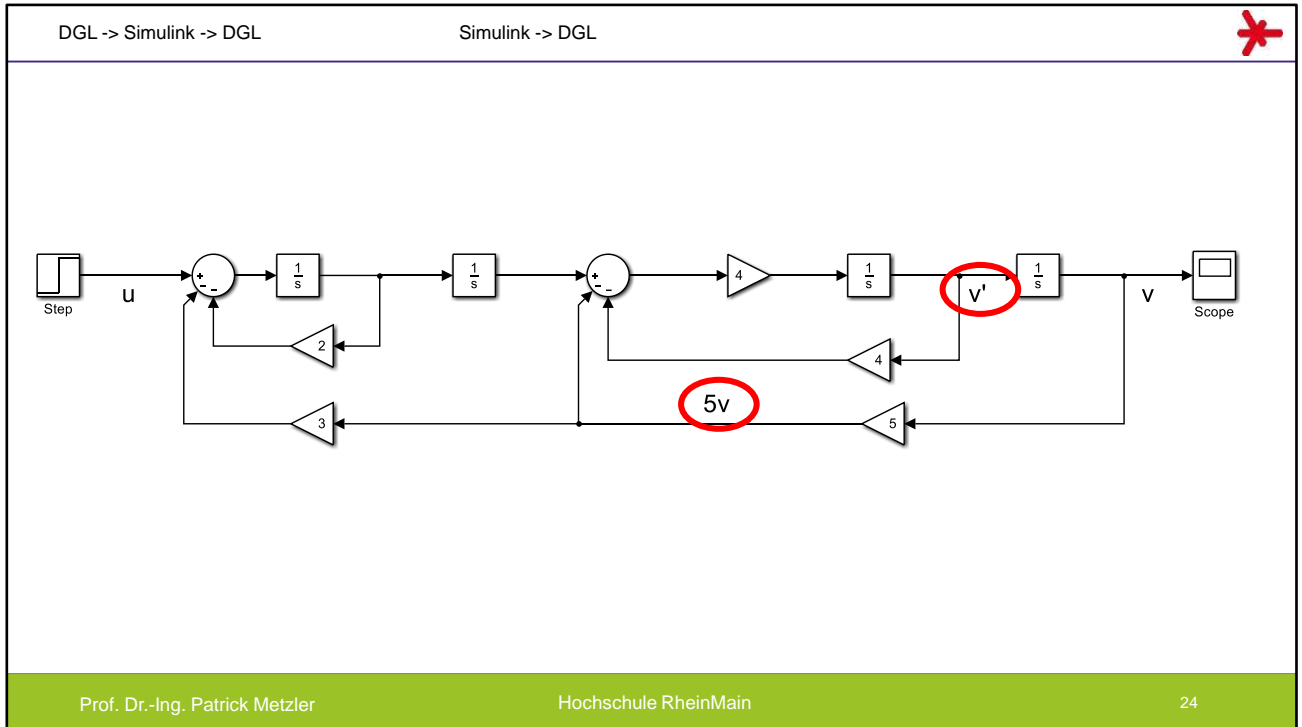 DGL -> Simulink -> DGL
Simulink -> DGL
Step
u
+
-
-
1
s
1
s
+
-
-
4
1
s
v'
1
s
v
Scope
2
4
3
5v
5
Prof. Dr.-Ing. Patrick Metzler
Hochschule RheinMain
24